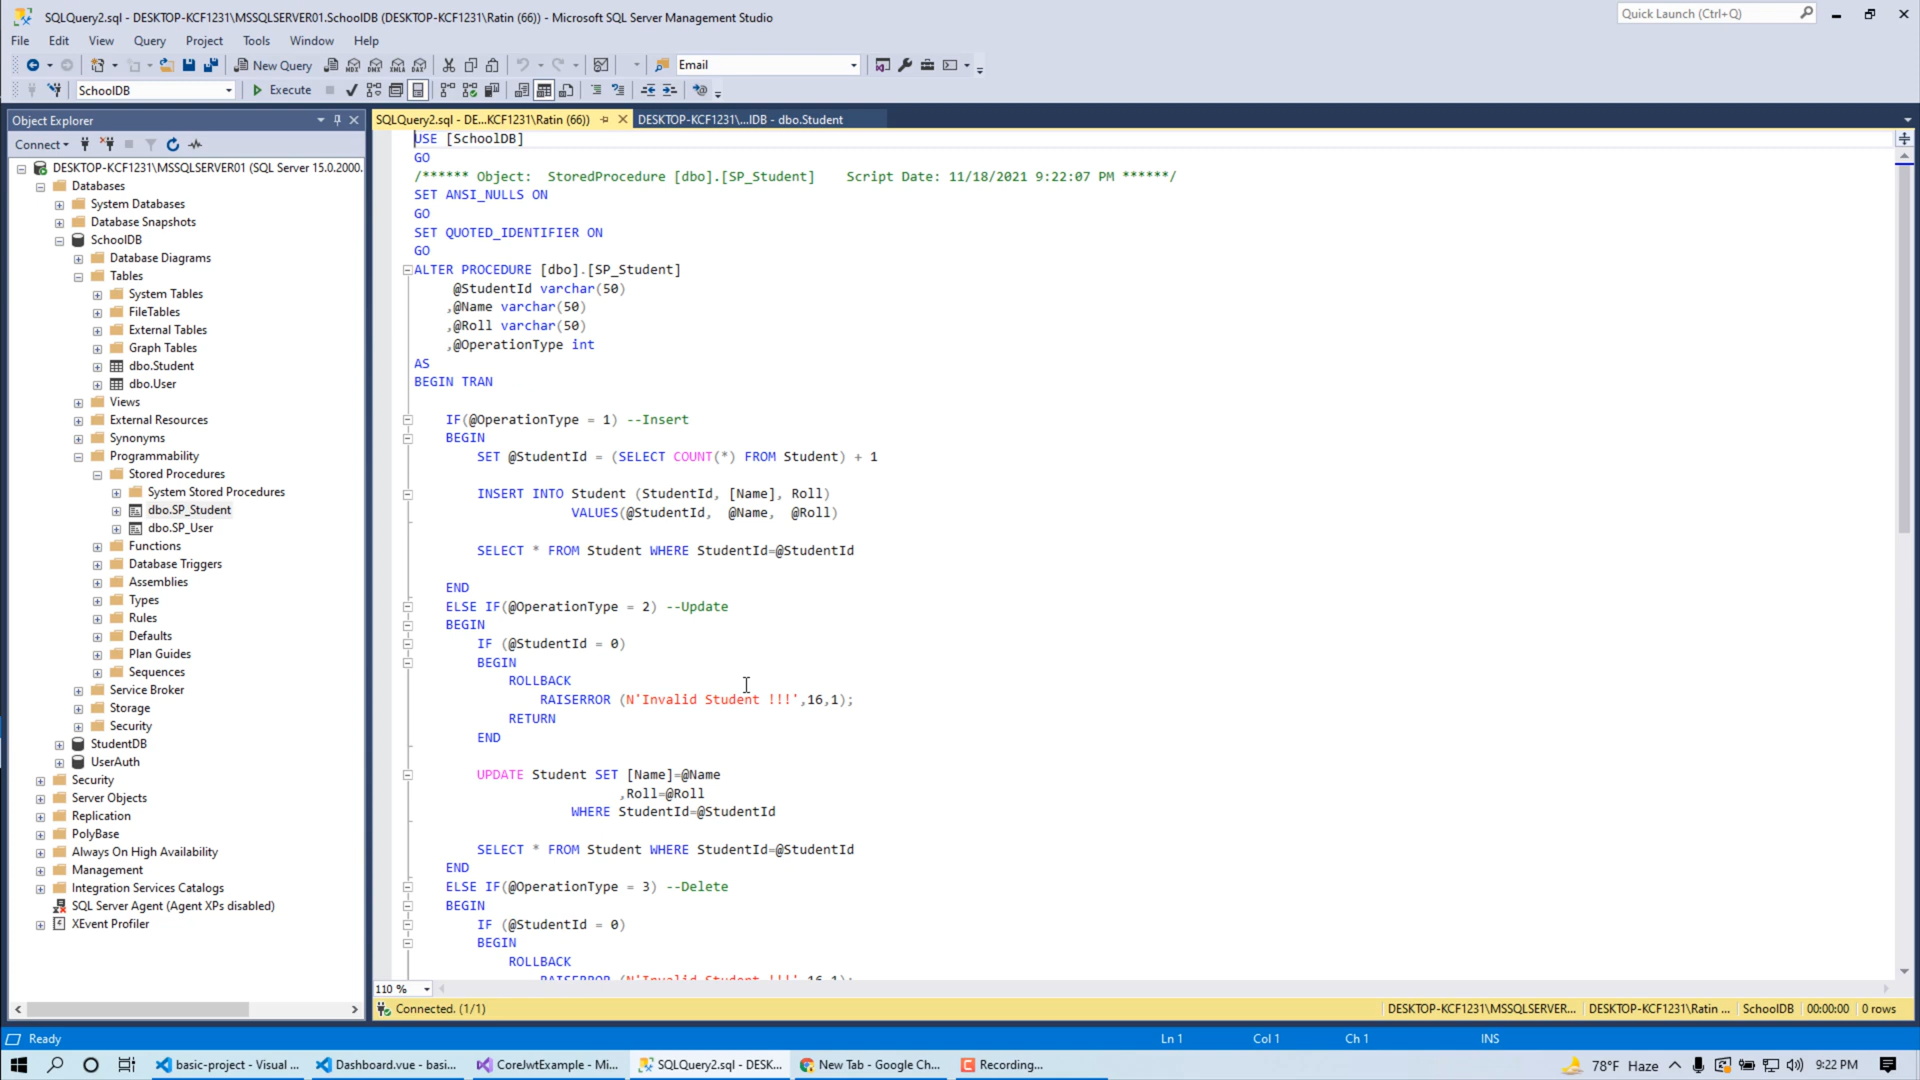 SQLQuery2.sql - DESKTOP-KCF1231\MSSQLSERVER01.SchoolDB (DESKTOP-KCF1231\Ratin (66)) - Microsoft SQL Server Management Studio
Quick Launch (Ctrl+Q)
File Edit View Query Project Tools Window Help
New Query
Email
SchoolDB
Execute
Object Explorer
SQLQuery2.sql - DE...KCF1231\Ratin (66))
DESKTOP-KCF1231\...IDB - dbo.Student
Connect
DESKTOP-KCF1231\MSSQLSERVER01 (SQL Server 15.0.2000.
Databases
System Databases
Database Snapshots
SchoolDB
Database Diagrams
Tables
System Tables
FileTables
External Tables
Graph Tables
dbo.Student
dbo.User
Views
External Resources
Synonyms
Programmability
Stored Procedures
System Stored Procedures
dbo.SP_Student
dbo.SP_User
Functions
Database Triggers
Assemblies
Types
Rules
Defaults
Plan Guides
Sequences
Service Broker
Storage
Security
StudentDB
UserAuth
Security
Server Objects
Replication
PolyBase
Always On High Availability
Management
Integration Services Catalogs
SQL Server Agent (Agent XPs disabled)
XEvent Profiler
USE [SchoolDB]
GO
/****** Object:  StoredProcedure [dbo].[SP_Student]    Script Date: 11/18/2021 9:22:07 PM ******/
SET ANSI_NULLS ON
GO
SET QUOTED_IDENTIFIER ON
GO
ALTER PROCEDURE [dbo].[SP_Student]
@StudentId varchar(50)
,@Name varchar(50)
,@Roll varchar(50)
,@OperationType int
AS
BEGIN TRAN
IF(@OperationType = 1) --Insert
BEGIN
SET @StudentId = (SELECT COUNT(*) FROM Student) + 1
INSERT INTO Student (StudentId, [Name], Roll)
VALUES(@StudentId,  @Name,  @Roll)
SELECT * FROM Student WHERE StudentId=@StudentId
END
ELSE IF(@OperationType = 2) --Update
BEGIN
IF (@StudentId = 0)
BEGIN
ROLLBACK
RAISERROR (N'Invalid Student !!!',16,1);
RETURN
END
UPDATE Student SET [Name]=@Name
,Roll=@Roll
WHERE StudentId=@StudentId
SELECT * FROM Student WHERE StudentId=@StudentId
END
ELSE IF(@OperationType = 3) --Delete
BEGIN
IF (@StudentId = 0)
BEGIN
ROLLBACK
RAISERROR (N'Invalid Student !!!',16,1);
110 %
Connected. (1/1)
DESKTOP-KCF1231\MSSQLSERVER... DESKTOP-KCF1231\Ratin ... SchoolDB 00:00:00 0 rows
Ready
Ln 1 Col 1 Ch 1 INS
basic-project - Visual ...
Dashboard.vue - basi...
CoreJwtExample - Mi...
SQLQuery2.sql - DESK...
New Tab - Google Ch...
Recording...
78°F Haze
9:22 PM